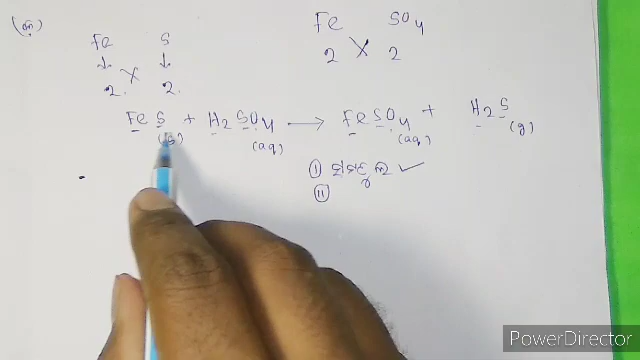 Fe S
↓ ↓
2 X 2
Fe SO4
2 X 2
FeS(s) + H2SO4(aq) → FeSO4(aq) + H2S(g)
(i) ✓
(ii)
PowerDirector